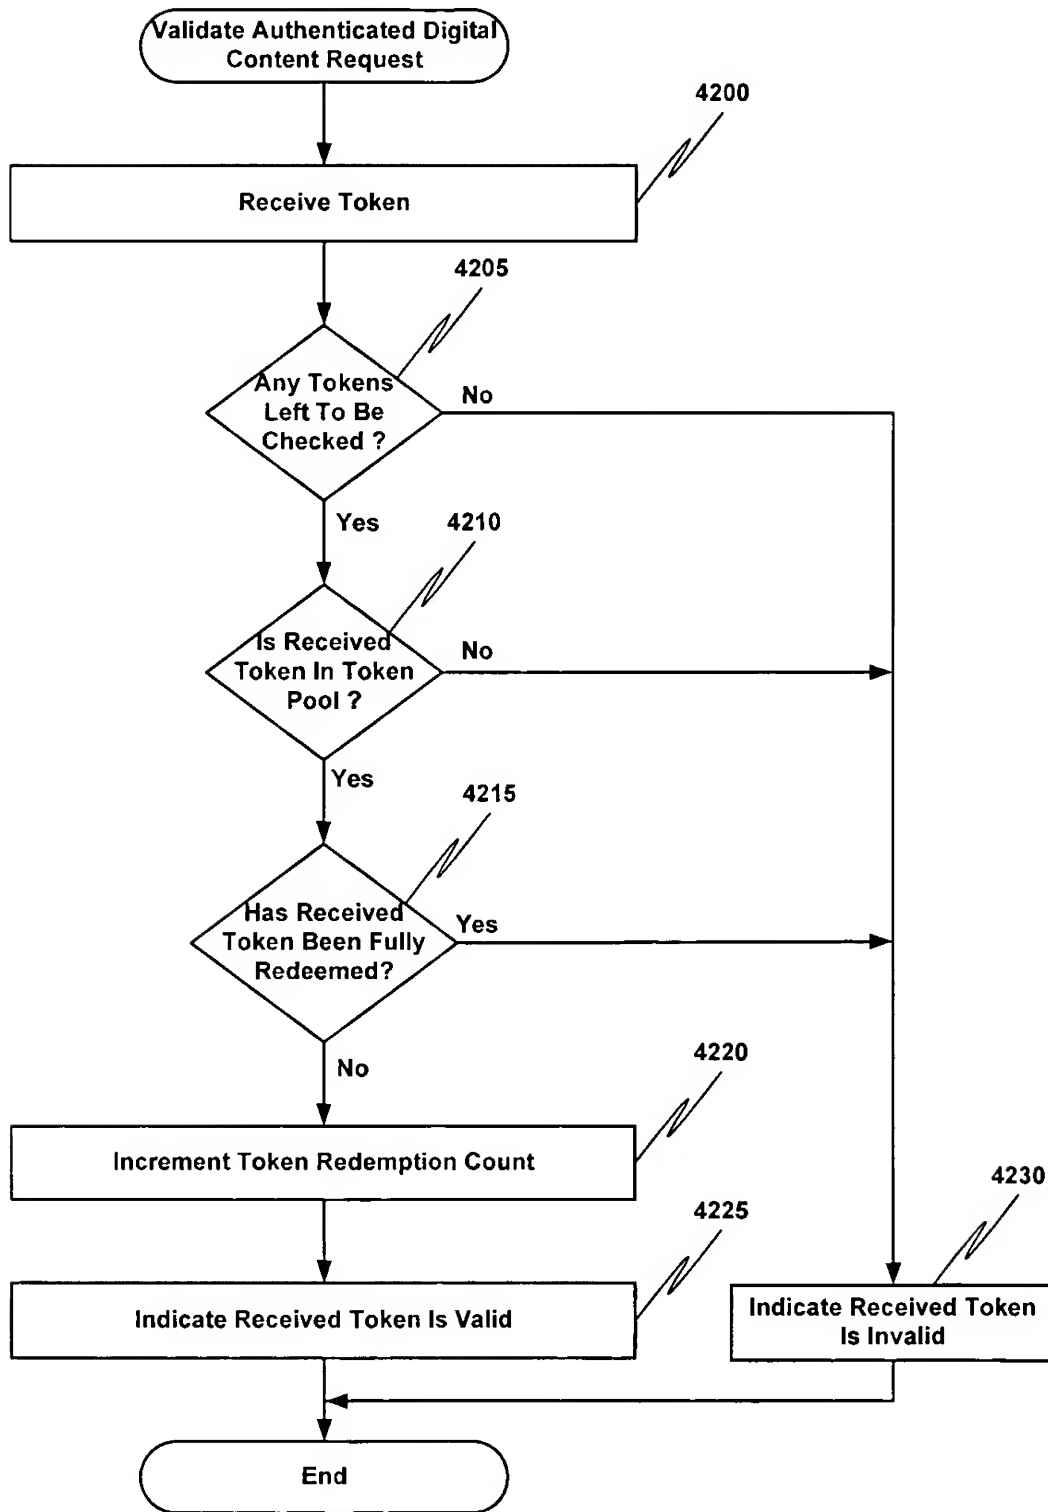 Validate Authenticated Digital
Content Request
4200
Receive Token
4205
Any Tokens
Left To Be
Checked ?
No
Yes
4210
Is Received
Token In Token
Pool ?
No
Yes
4215
Has Received
Token Been Fully
Redeemed?
Yes
No
4220
Increment Token Redemption Count
4225
Indicate Received Token Is Valid
4230
Indicate Received Token
Is Invalid
End